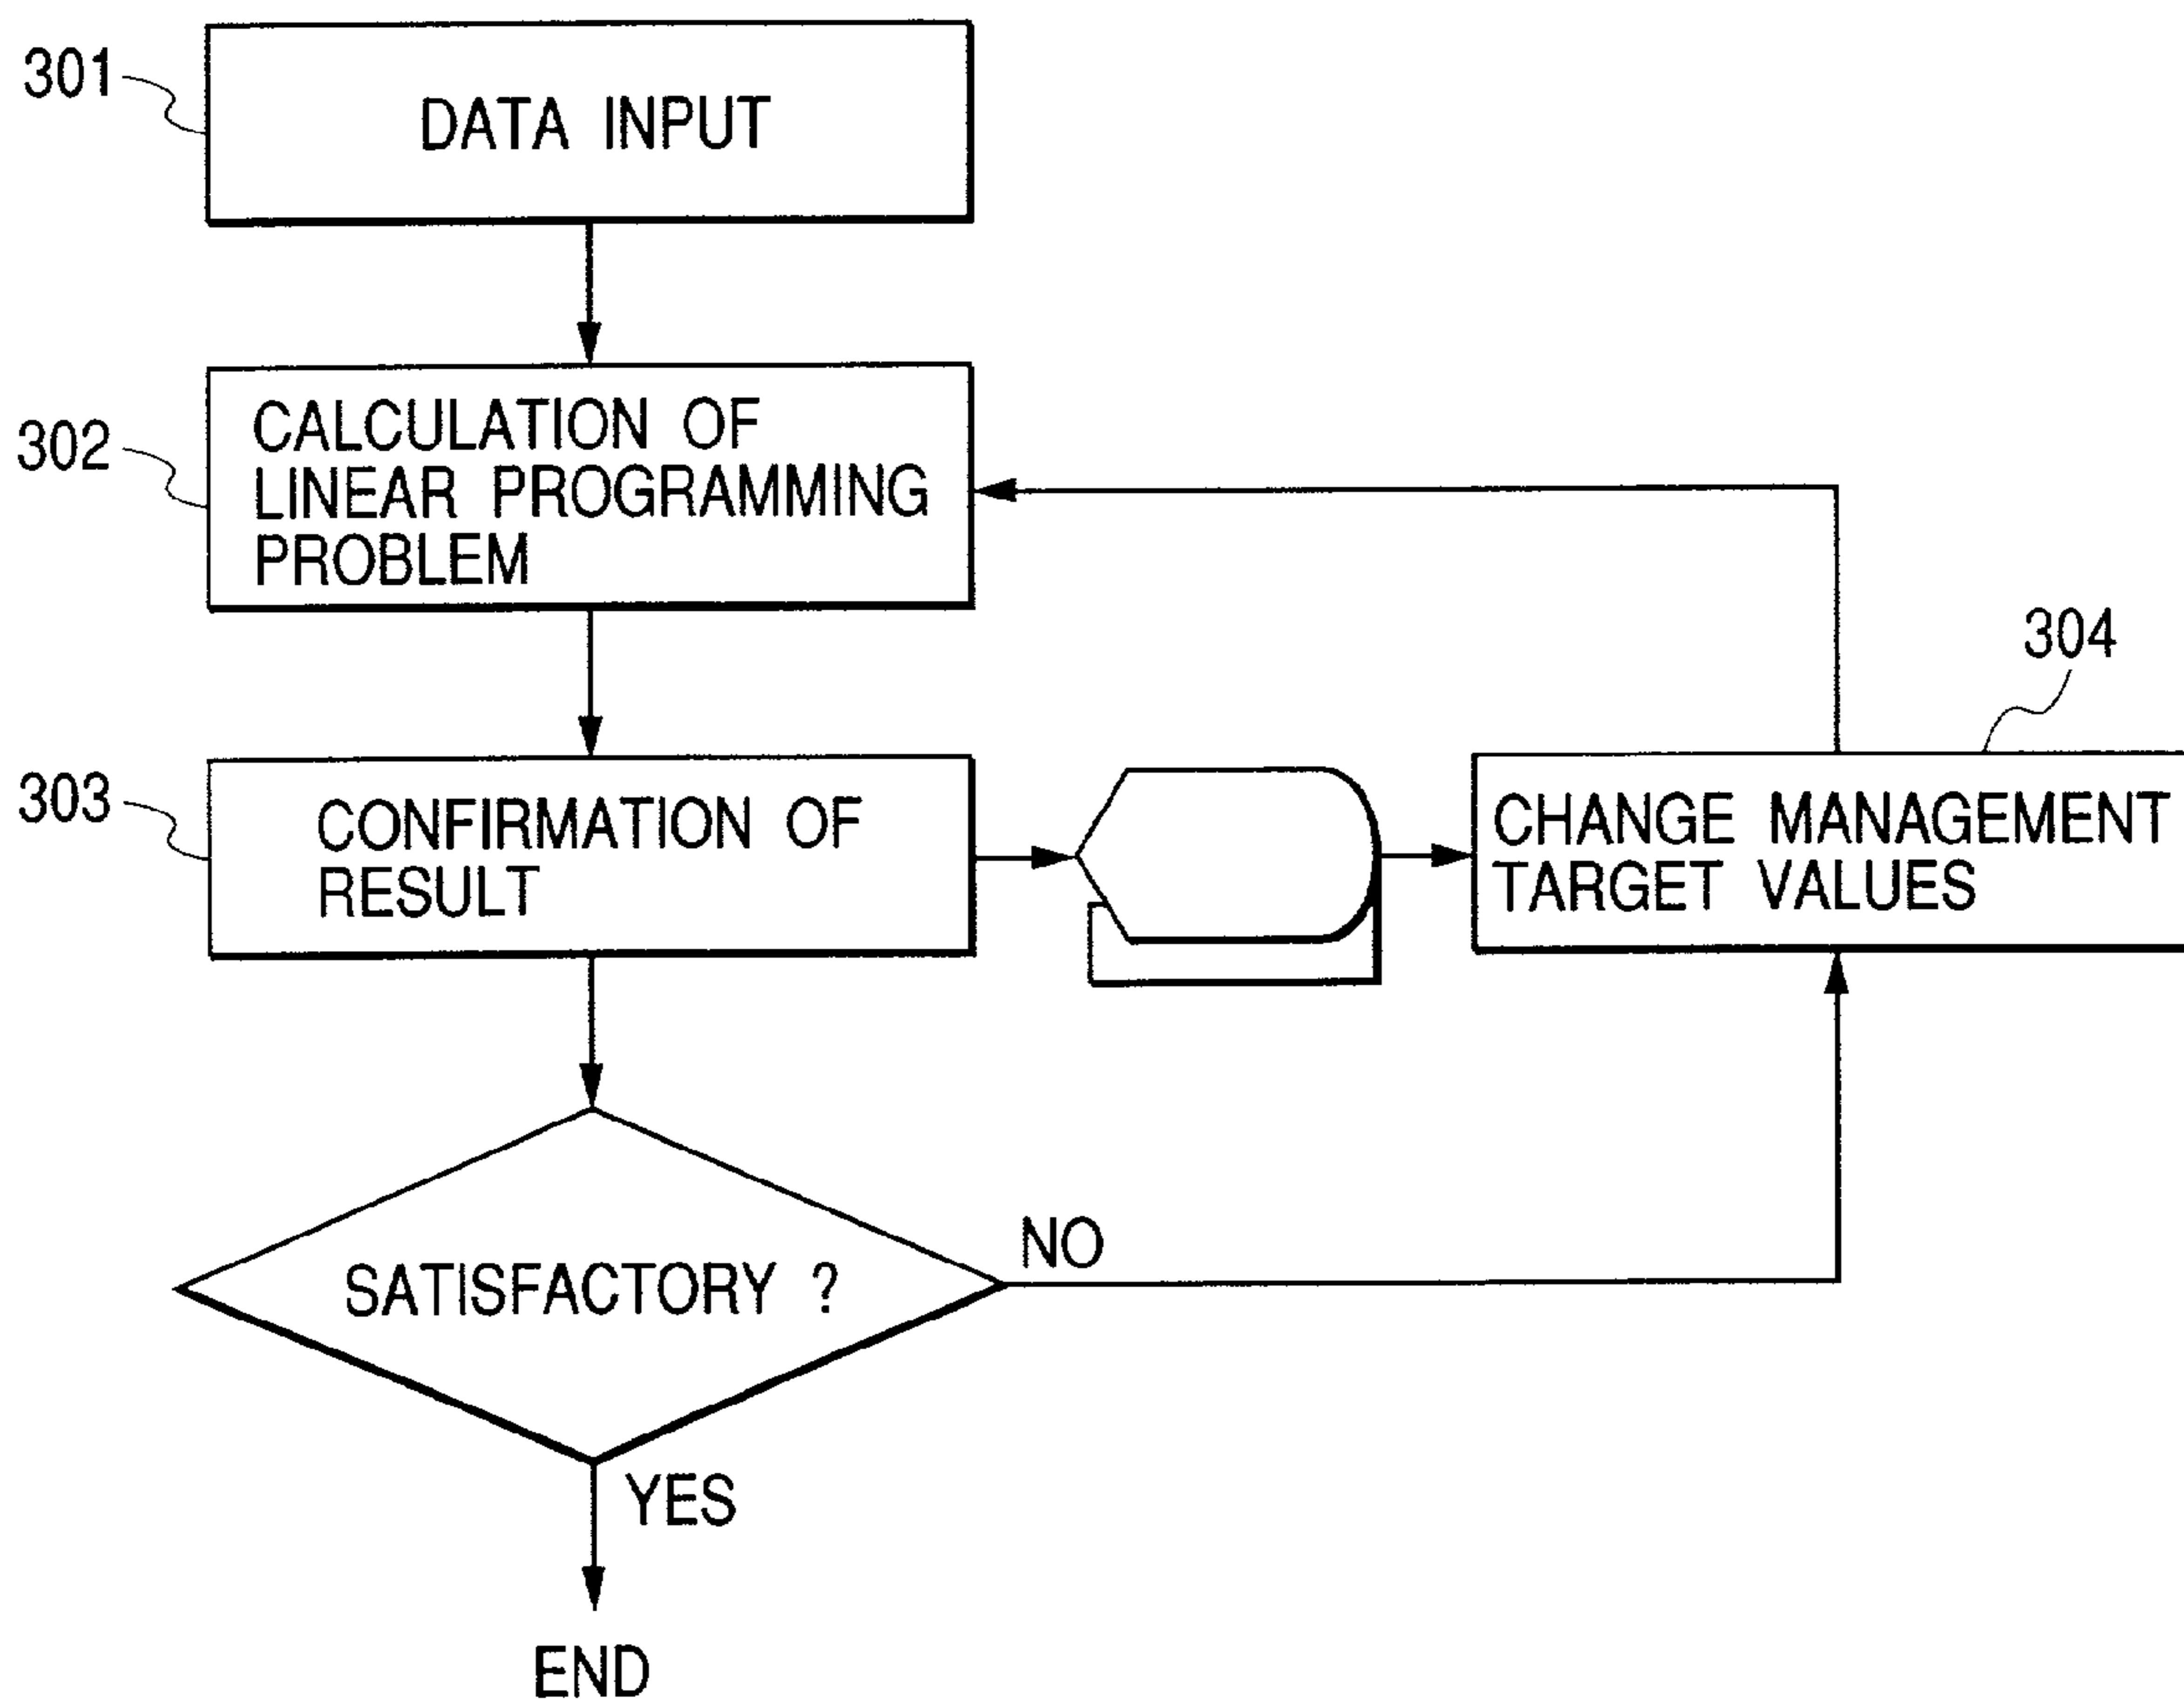 301
DATA INPUT
302
CALCULATION OF
LINEAR PROGRAMMING
PROBLEM
304
303
CONFIRMATION OF
RESULT
CHANGE MANAGEMENT
TARGET VALUES
SATISFACTORY ?
NO
YES
END